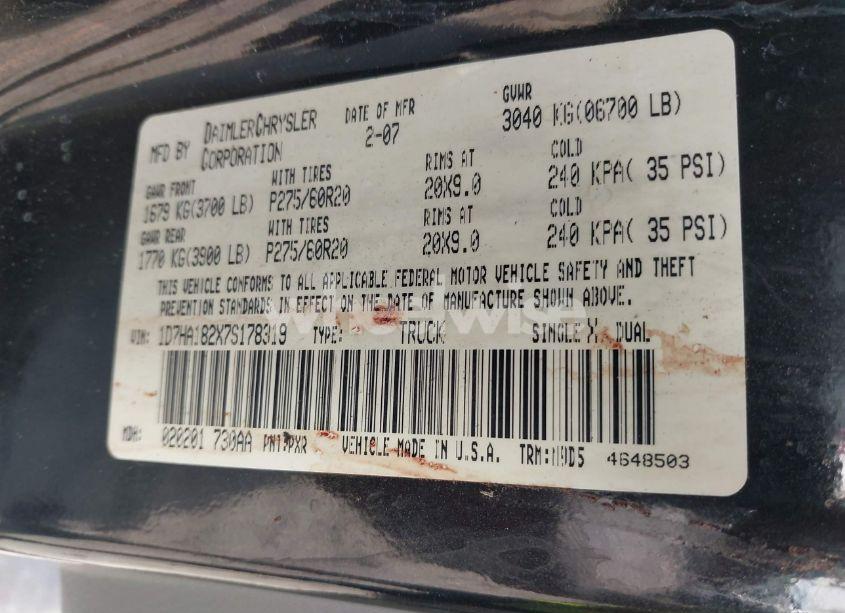 MFD BY DAIMLERCHRYSLER CORPORATION DATE OF MFR 2-07 GVWR 3040 KG(06700 LB)
GAWR FRONT WITH TIRES RIMS AT COLD
1679 KG(3700 LB) P275/60R20 20X9.0 240 KPA( 35 PSI)
GAWR REAR WITH TIRES RIMS AT COLD
1770 KG(3900 LB) P275/60R20 20X9.0 240 KPA( 35 PSI)
THIS VEHICLE CONFORMS TO ALL APPLICABLE FEDERAL MOTOR VEHICLE SAFETY AND THEFT
PREVENTION STANDARDS IN EFFECT ON THE DATE OF MANUFACTURE SHOWN ABOVE.
VIN: 1D7HA182X7S178319 TYPE: TRUCK SINGLE X DUAL
MDH: 020201 730AA PNT:PXR VEHICLE MADE IN U.S.A. 4648503